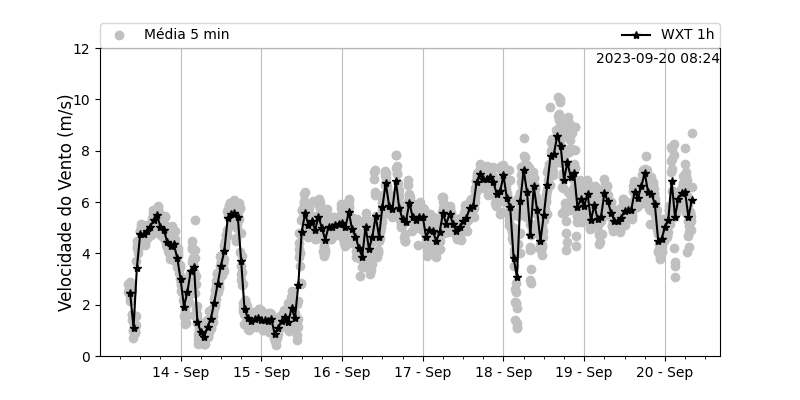 Média 5 min
WXT 1h
2023-09-20 08:24
Velocidade do Vento (m/s)
12
10
8
6
4
2
0
14 - Sep
15 - Sep
16 - Sep
17 - Sep
18 - Sep
19 - Sep
20 - Sep